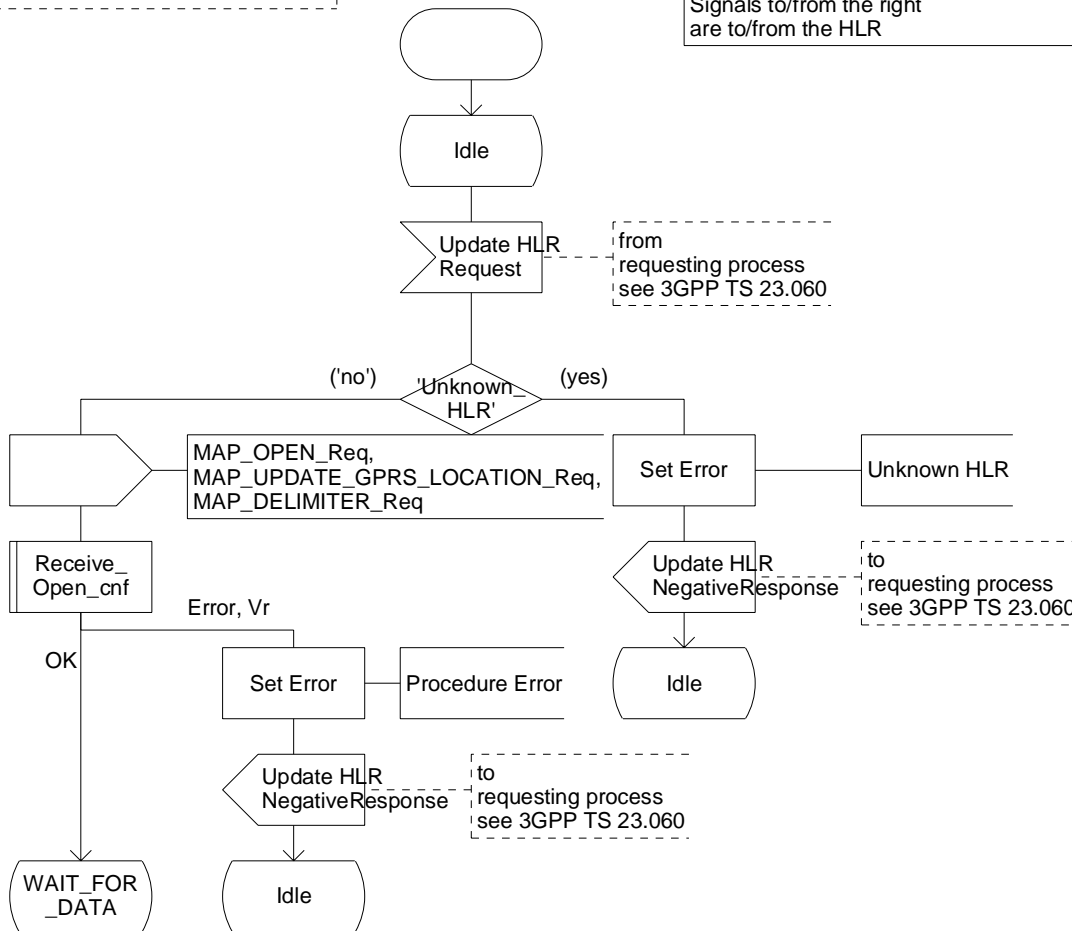 Signals to/from the right
are to/from the HLR
Idle
Update HLR
Request
from
requesting process
see 3GPP TS 23.060
('no')
'Unknown_
HLR'
(yes)
MAP_OPEN_Req,
MAP_UPDATE_GPRS_LOCATION_Req,
MAP_DELIMITER_Req
Set Error
Unknown HLR
Receive_
Open_cnf
Update HLR
NegativeResponse
to
requesting process
see 3GPP TS 23.060
Error, Vr
OK
Set Error
Procedure Error
Idle
Update HLR
NegativeResponse
to
requesting process
see 3GPP TS 23.060
WAIT_FOR
_DATA
Idle